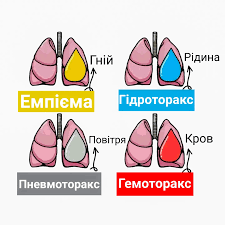 Гній
Емпієма
Рідина
Гідроторакс
Повітря
Пневмоторакс
Кров
Гемоторакс